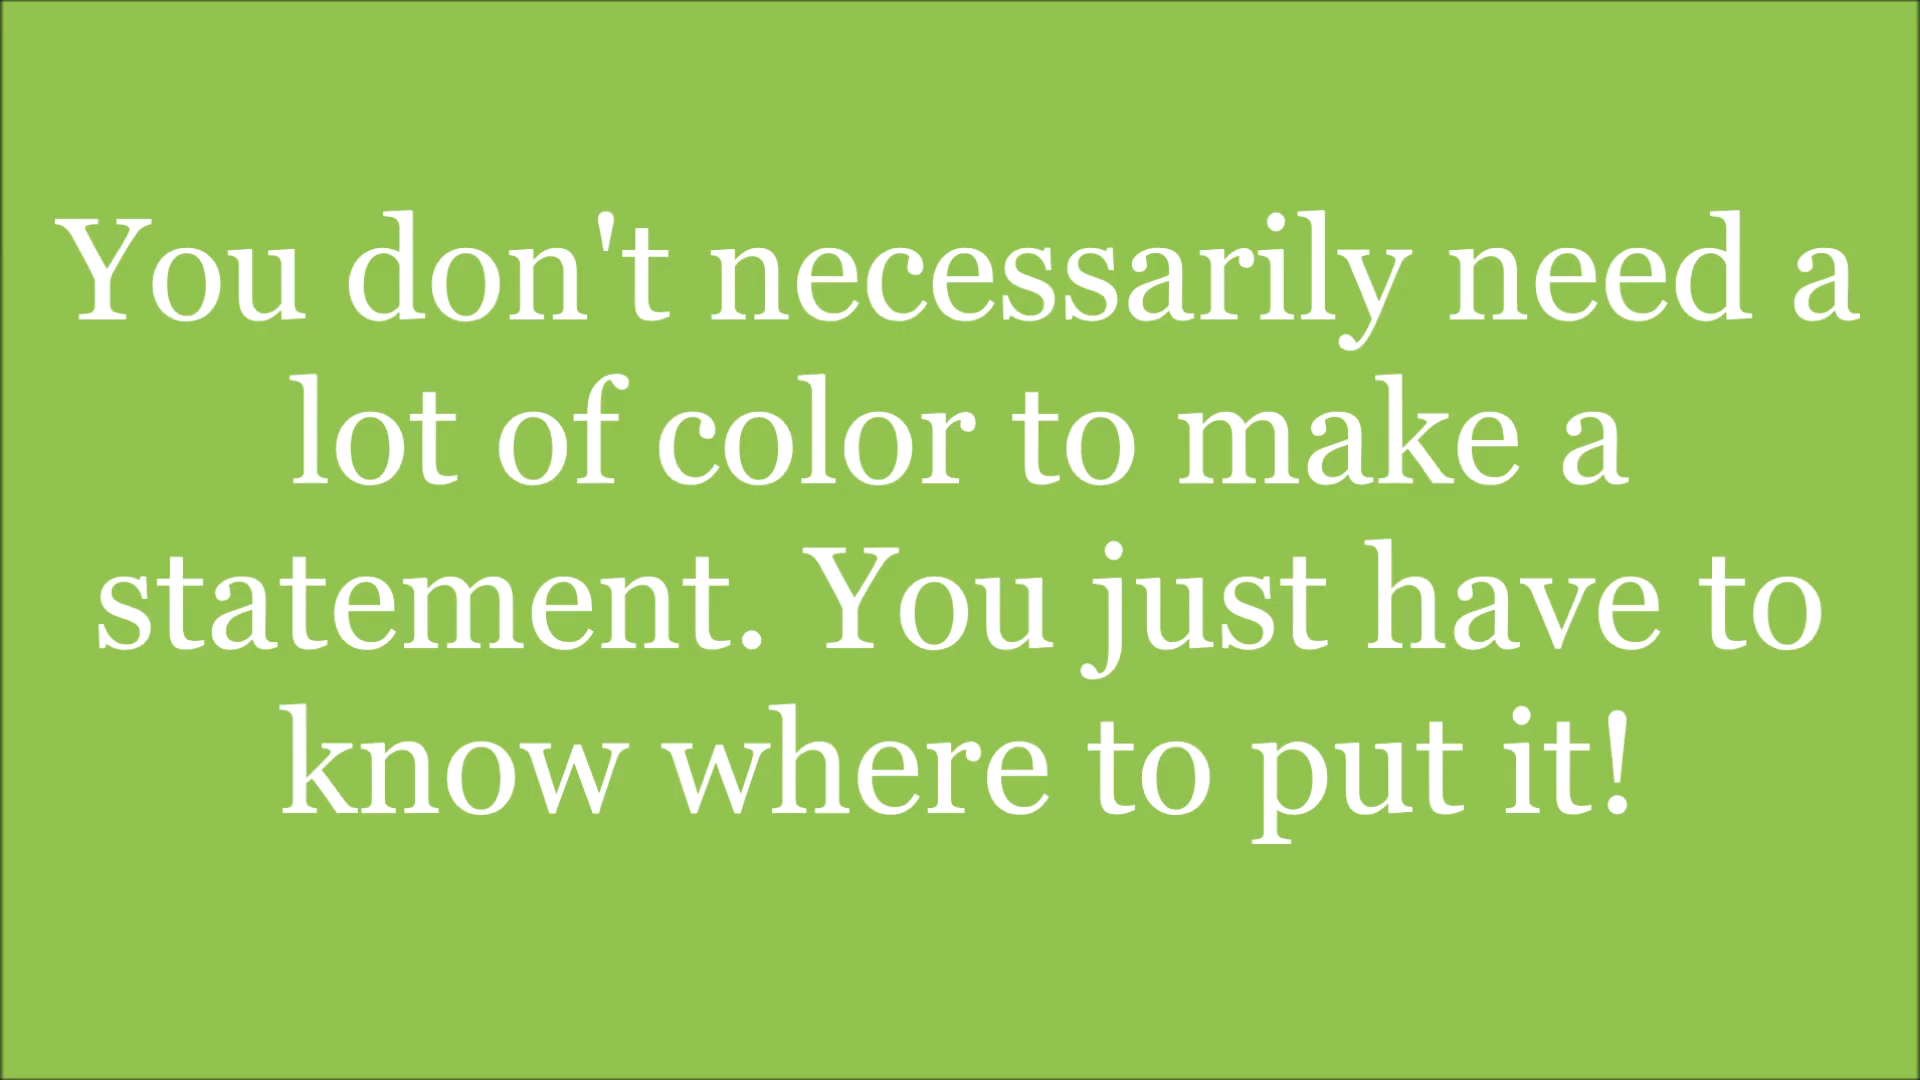 You don't necessarily need a
lot of color to make a
statement. You just have to
know where to put it!